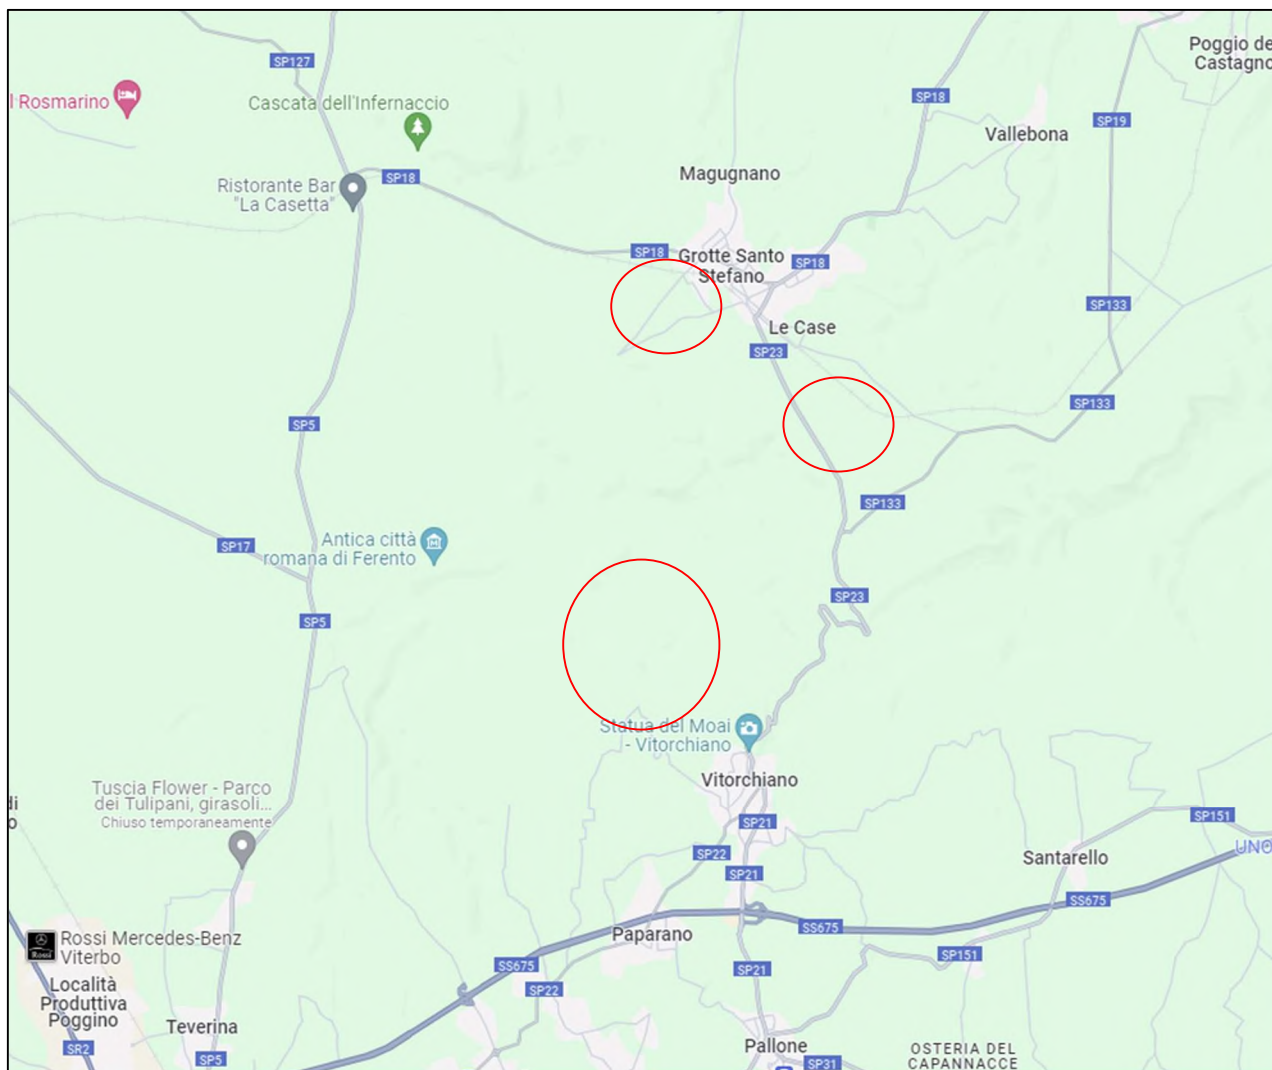 Poggio de
Castagno
SP127
l Rosmarino
Cascata dell'Infernaccio
SP18
SP19
Vallebona
Magugnano
SP18
Ristorante Bar
"La Casetta"
SP18
Grotte Santo
Stefano
SP18
SP133
Le Case
SP23
SP133
SP5
SP133
Antica città
romana di Ferento
SP17
SP23
SP5
Statua del Moai
- Vitorchiano
Vitorchiano
Tuscia Flower - Parco
dei Tulipani, girasoli...
Chiuso temporaneamente
di
o
SP21
SP151
SP22
SP21
Santarello
UNO
SS675
SS675
Paparano
Rossi Mercedes-Benz
Viterbo
Rossi
SP151
SS675
SP21
SP22
Località
Produttiva
Poggino
Teverina
SR2
SP5
Pallone
OSTERIA DEL
CAPANNACCE
SP31